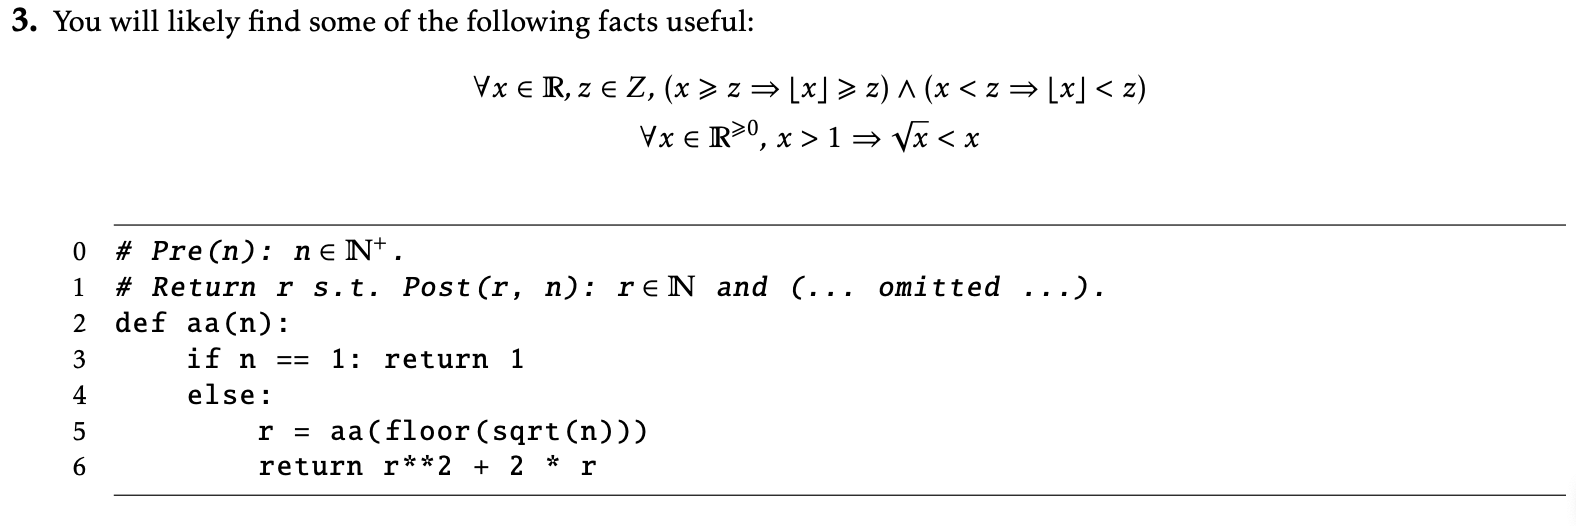 3. You will likely find some of the following facts useful:
∀x ∈ ℝ, z ∈ Z, (x ⩾ z ⇒ ⌊x⌋ ⩾ z) ∧ (x < z ⇒ ⌊x⌋ < z)
∀x ∈ ℝ^⩾0, x > 1 ⇒ √x < x
0 # Pre(n): n ∈ ℕ⁺.
1 # Return r s.t. Post(r, n): r ∈ ℕ and (... omitted ...).
2 def aa(n):
3     if n == 1: return 1
4     else:
5         r = aa(floor(sqrt(n)))
6         return r**2 + 2 * r